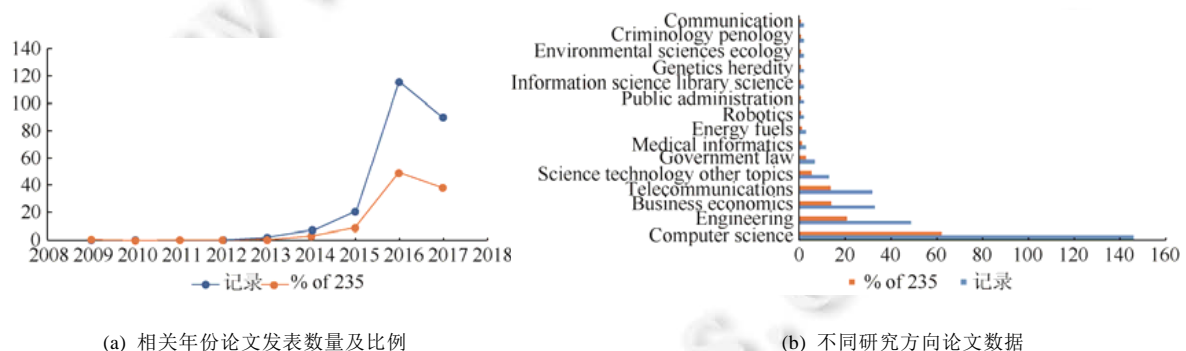 140
120
100
80
60
40
20
0
2008 2009 2010 2011 2012 2013 2014 2015 2016 2017 2018
记录 % of 235
(a) 相关年份论文发表数量及比例
Communication
Criminology penology
Environmental sciences ecology
Genetics heredity
Information science library science
Public administration
Robotics
Energy fuels
Medical informatics
Government law
Science technology other topics
Telecommunications
Business economics
Engineering
Computer science
0 20 40 60 80 100 120 140 160
% of 235 记录
(b) 不同研究方向论文数据